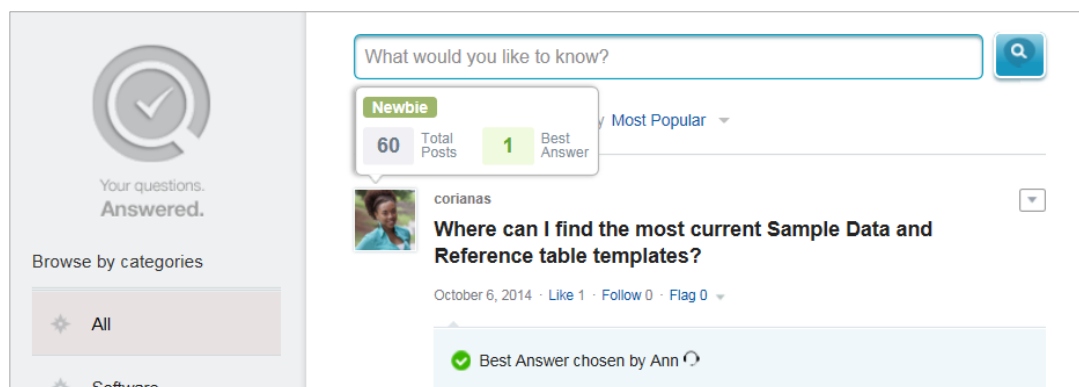 What would you like to know?
Newbie
60 Total Posts 1 Best Answer
y Most Popular
Your questions.
Answered.
corianas
Where can I find the most current Sample Data and
Reference table templates?
Browse by categories
October 6, 2014 · Like 1 · Follow 0 · Flag 0
All
Best Answer chosen by Ann
Software